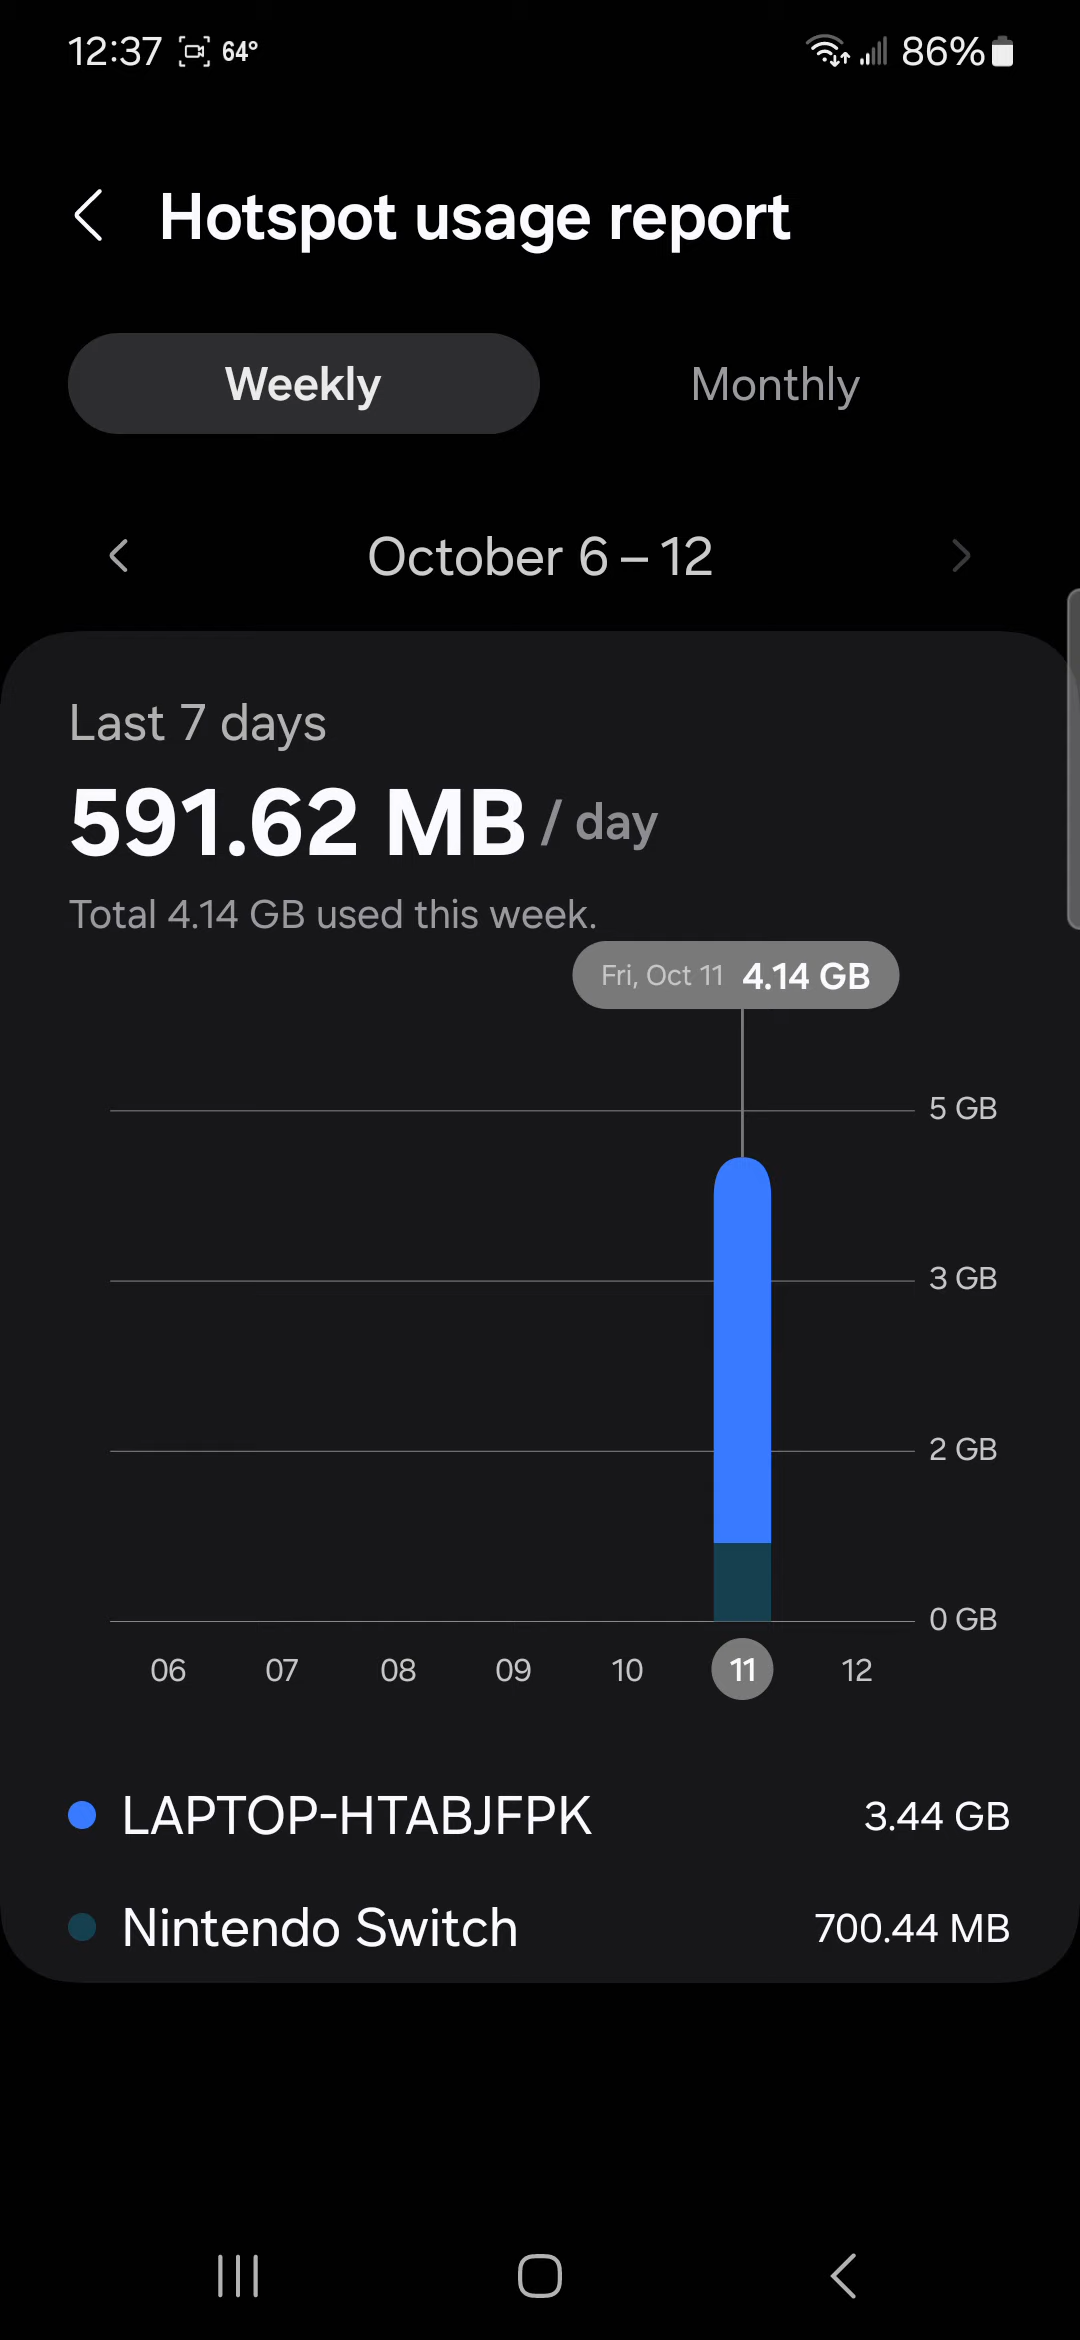 12:37 64° 86%
Hotspot usage report
Weekly Monthly
October 6 – 12
Last 7 days
591.62 MB / day
Total 4.14 GB used this week.
Fri, Oct 11 4.14 GB
5 GB
3 GB
2 GB
0 GB
06 07 08 09 10 11 12
LAPTOP-HTABJFPK 3.44 GB
Nintendo Switch 700.44 MB